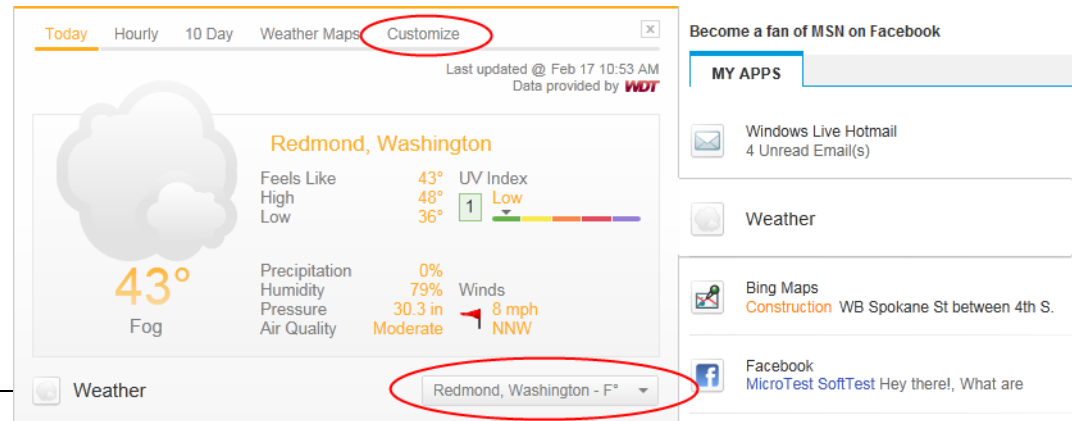 Today Hourly 10 Day Weather Maps Customize x
Last updated @ Feb 17 10:53 AM
Data provided by WDT
Redmond, Washington
Feels Like 43° UV Index
High 48° 1 Low
Low 36°
43°
Fog
Precipitation 0%
Humidity 79% Winds
Pressure 30.3 in 8 mph
Air Quality Moderate NNW
Weather Redmond, Washington - F°
Become a fan of MSN on Facebook
MY APPS
Windows Live Hotmail
4 Unread Email(s)
Weather
Bing Maps
Construction WB Spokane St between 4th S.
f
Facebook
MicroTest SoftTest Hey there!, What are